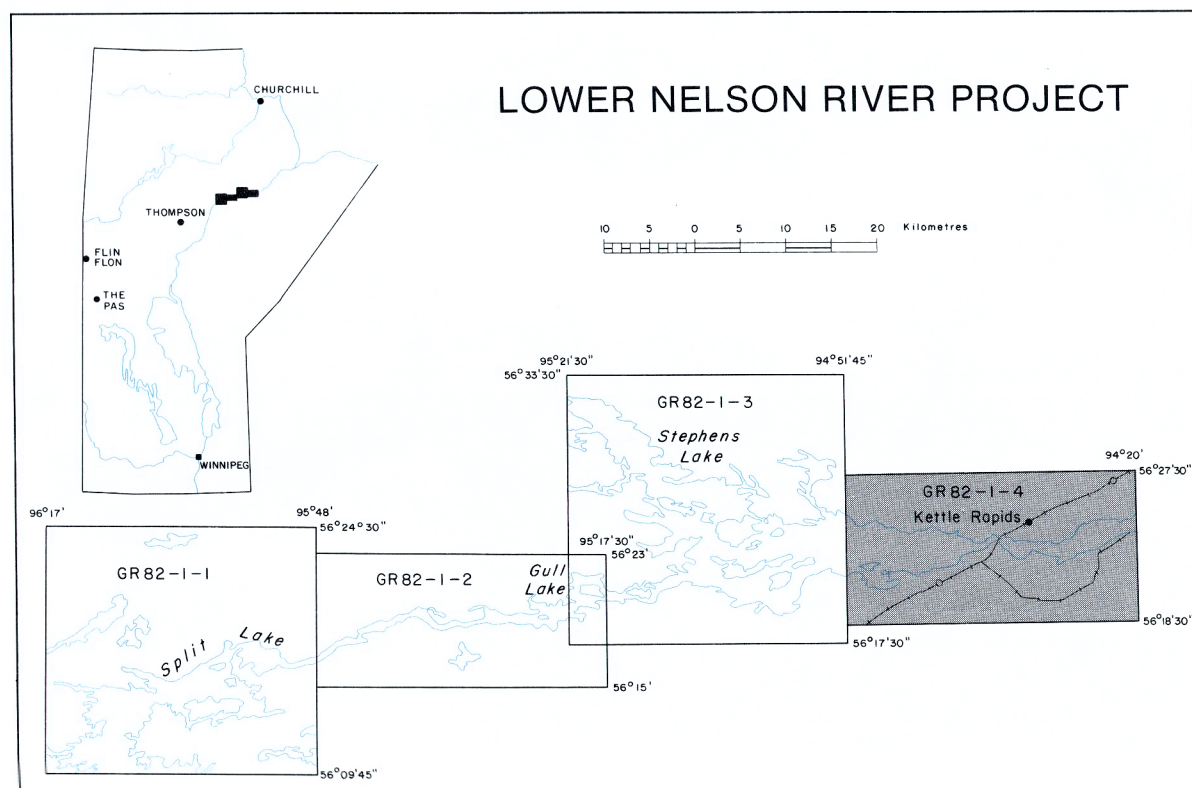 LOWER NELSON RIVER PROJECT
CHURCHILL
THOMPSON
FLIN
FLON
THE
PAS
WINNIPEG
10 5 0 5 10 15 20 Kilometres
95°21'30"
94°51'45"
56°33'30"
GR82-1-3
Stephens
Lake
94°20'
56°27'30"
GR82-1-4
Kettle Rapids
96°17'
95°48'
56°24'30"
95°17'30"
56°23'
GR82-1-1
GR82-1-2
Gull
Lake
Split Lake
56°18'30"
56°17'30"
56°15'
56°09'45"